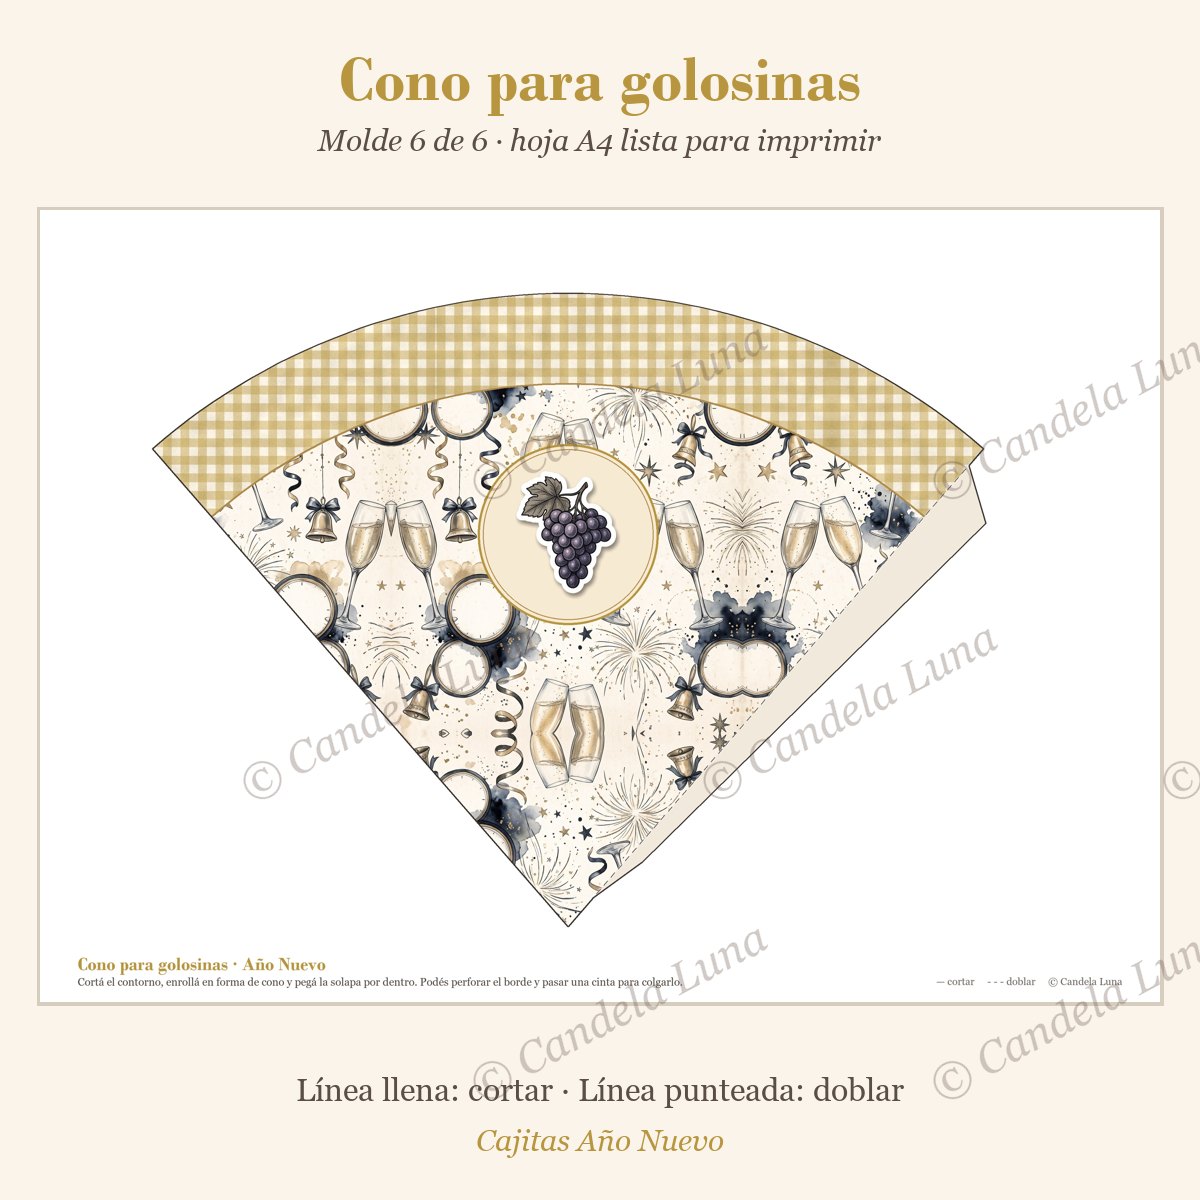 Cono para golosinas
Molde 6 de 6 · hoja A4 lista para imprimir
© Candela Luna
© Candela Lun
© Candela Luna
© Candela Luna
©
Cono para golosinas · Año Nuevo
Cortá el contorno, enrollá en forma de cono y pegá la solapa por dentro. Podés perforar el borde y pasar una cinta para colgarlo.
— cortar - - - doblar © Candela Luna
© Candela Luna
© Candela Lun
Línea llena: cortar · Línea punteada: doblar
Cajitas Año Nuevo